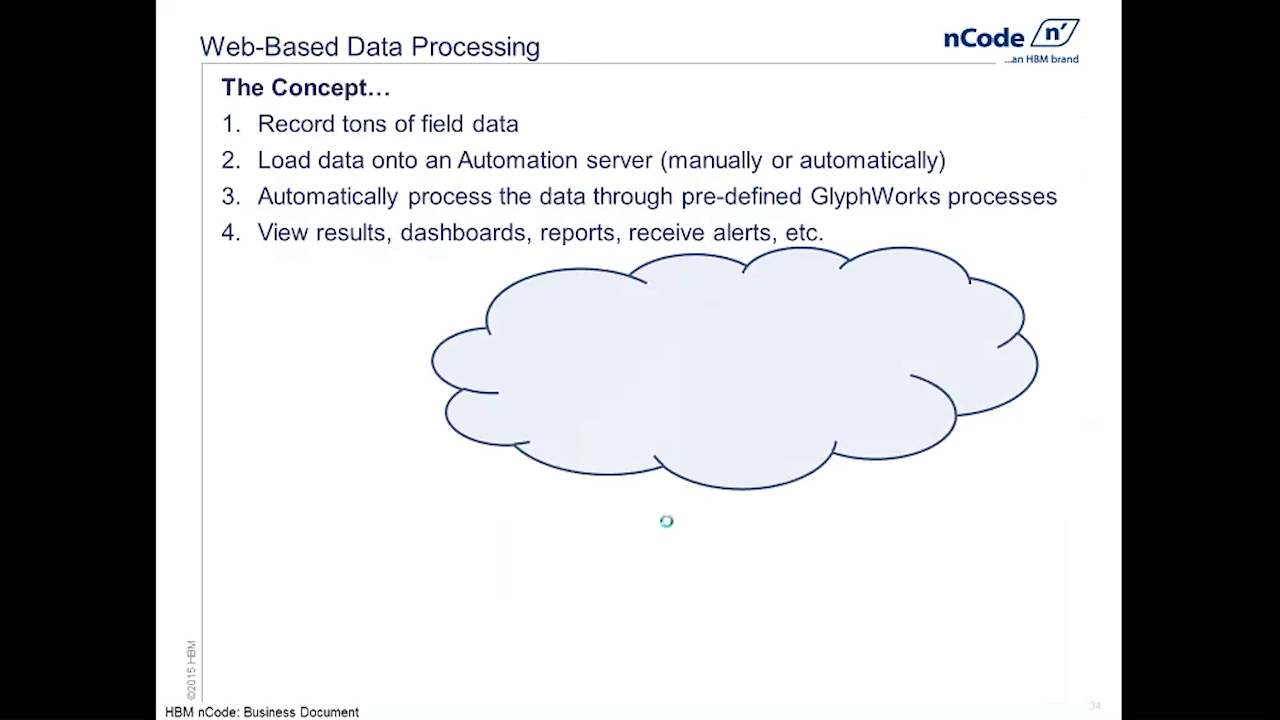 Web-Based Data Processing
nCode n'
...an HBM brand
The Concept…
1. Record tons of field data
2. Load data onto an Automation server (manually or automatically)
3. Automatically process the data through pre-defined GlyphWorks processes
4. View results, dashboards, reports, receive alerts, etc.
©2015 HBM
HBM nCode: Business Document
34